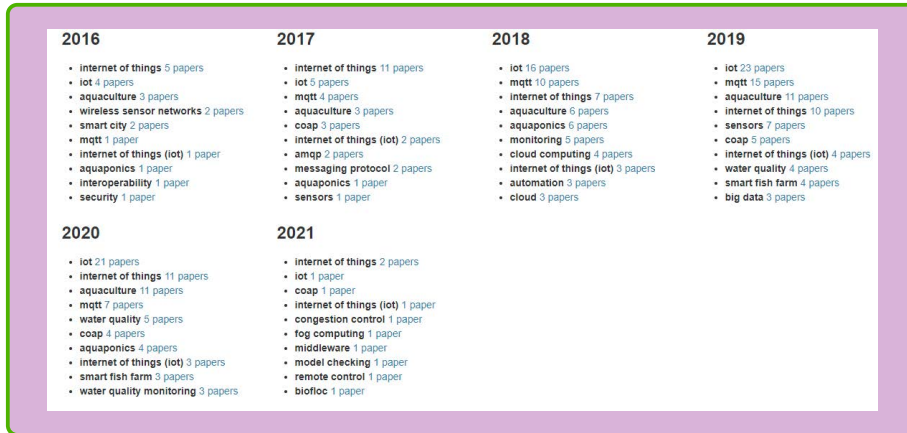 2016
internet of things 5 papers
iot 4 papers
aquaculture 3 papers
wireless sensor networks 2 papers
smart city 2 papers
mqtt 1 paper
internet of things (iot) 1 paper
aquaponics 1 paper
interoperability 1 paper
security 1 paper
2017
internet of things 11 papers
iot 5 papers
mqtt 4 papers
aquaculture 3 papers
coap 3 papers
internet of things (iot) 2 papers
amqp 2 papers
messaging protocol 2 papers
aquaponics 1 paper
sensors 1 paper
2018
iot 16 papers
mqtt 10 papers
internet of things 7 papers
aquaculture 6 papers
aquaponics 6 papers
monitoring 5 papers
cloud computing 4 papers
internet of things (iot) 3 papers
automation 3 papers
cloud 3 papers
2019
iot 23 papers
mqtt 15 papers
aquaculture 11 papers
internet of things 10 papers
sensors 7 papers
coap 5 papers
internet of things (iot) 4 papers
water quality 4 papers
smart fish farm 4 papers
big data 3 papers
2020
iot 21 papers
internet of things 11 papers
aquaculture 11 papers
mqtt 7 papers
water quality 5 papers
coap 4 papers
aquaponics 4 papers
internet of things (iot) 3 papers
smart fish farm 3 papers
water quality monitoring 3 papers
2021
internet of things 2 papers
iot 1 paper
coap 1 paper
internet of things (iot) 1 paper
congestion control 1 paper
fog computing 1 paper
middleware 1 paper
model checking 1 paper
remote control 1 paper
biofloc 1 paper